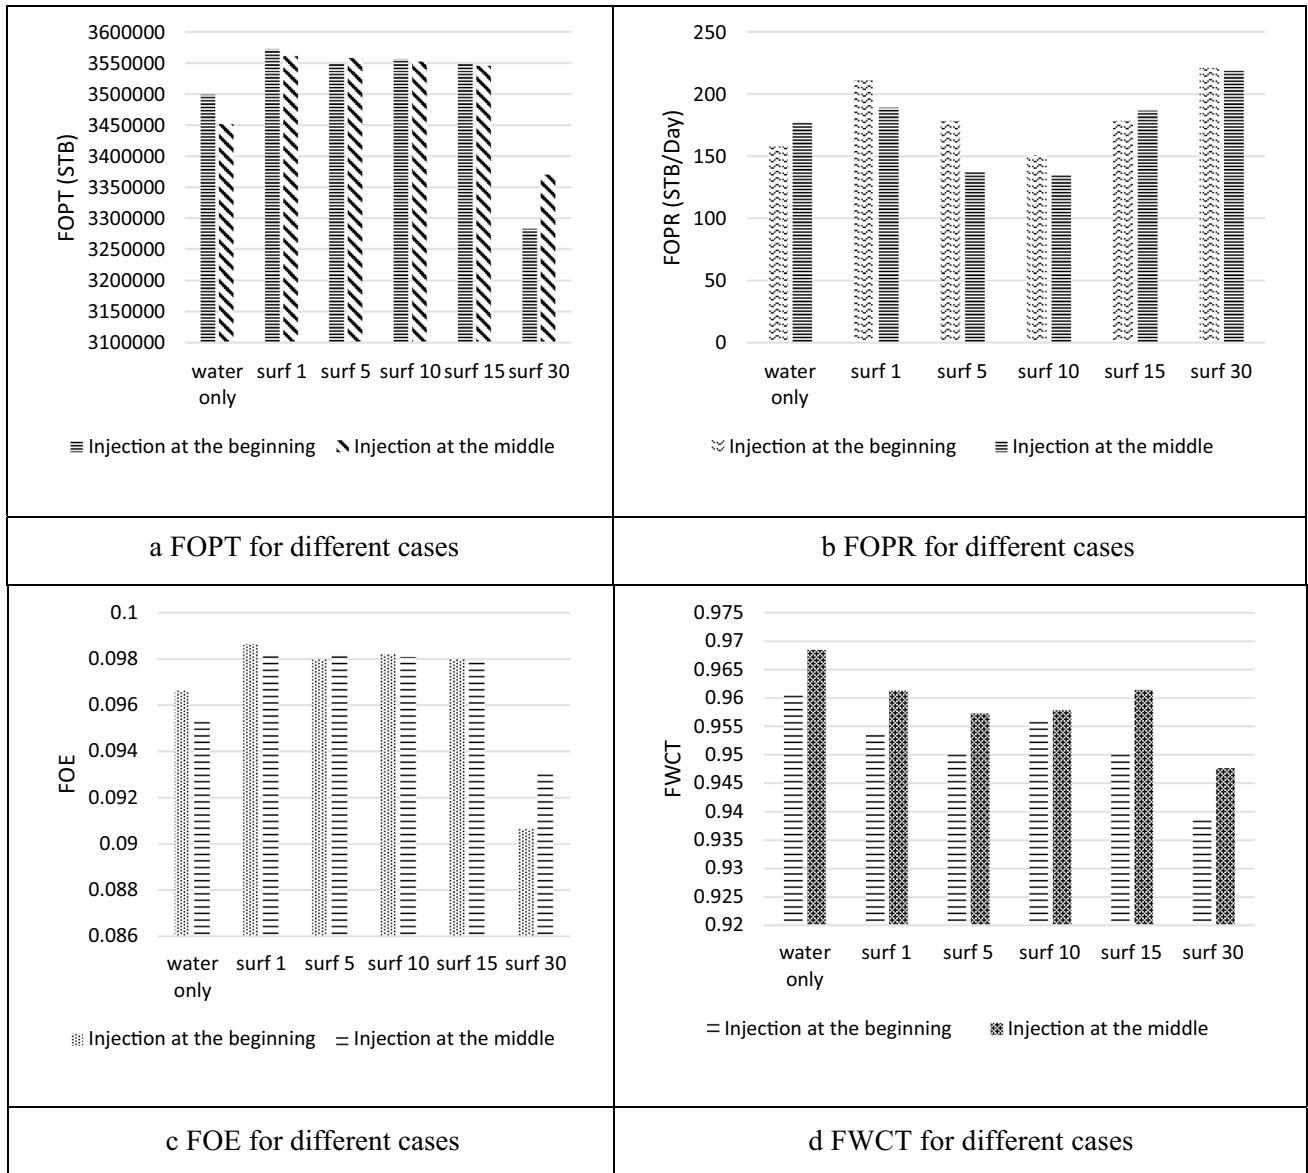 3600000
3550000
3500000
3450000
3400000
3350000
3300000
3250000
3200000
3150000
3100000
FOPT (STB)
water only surf 1 surf 5 surf 10 surf 15 surf 30
Injection at the beginning Injection at the middle
250
200
150
100
50
0
FOPR (STB/Day)
water only surf 1 surf 5 surf 10 surf 15 surf 30
Injection at the beginning Injection at the middle
a FOPT for different cases
b FOPR for different cases
0.1
0.098
0.096
0.094
0.092
0.09
0.088
0.086
FOE
water only surf 1 surf 5 surf 10 surf 15 surf 30
Injection at the beginning Injection at the middle
0.975
0.97
0.965
0.96
0.955
0.95
0.945
0.94
0.935
0.93
0.925
0.92
FWCT
water only surf 1 surf 5 surf 10 surf 15 surf 30
Injection at the beginning Injection at the middle
c FOE for different cases
d FWCT for different cases